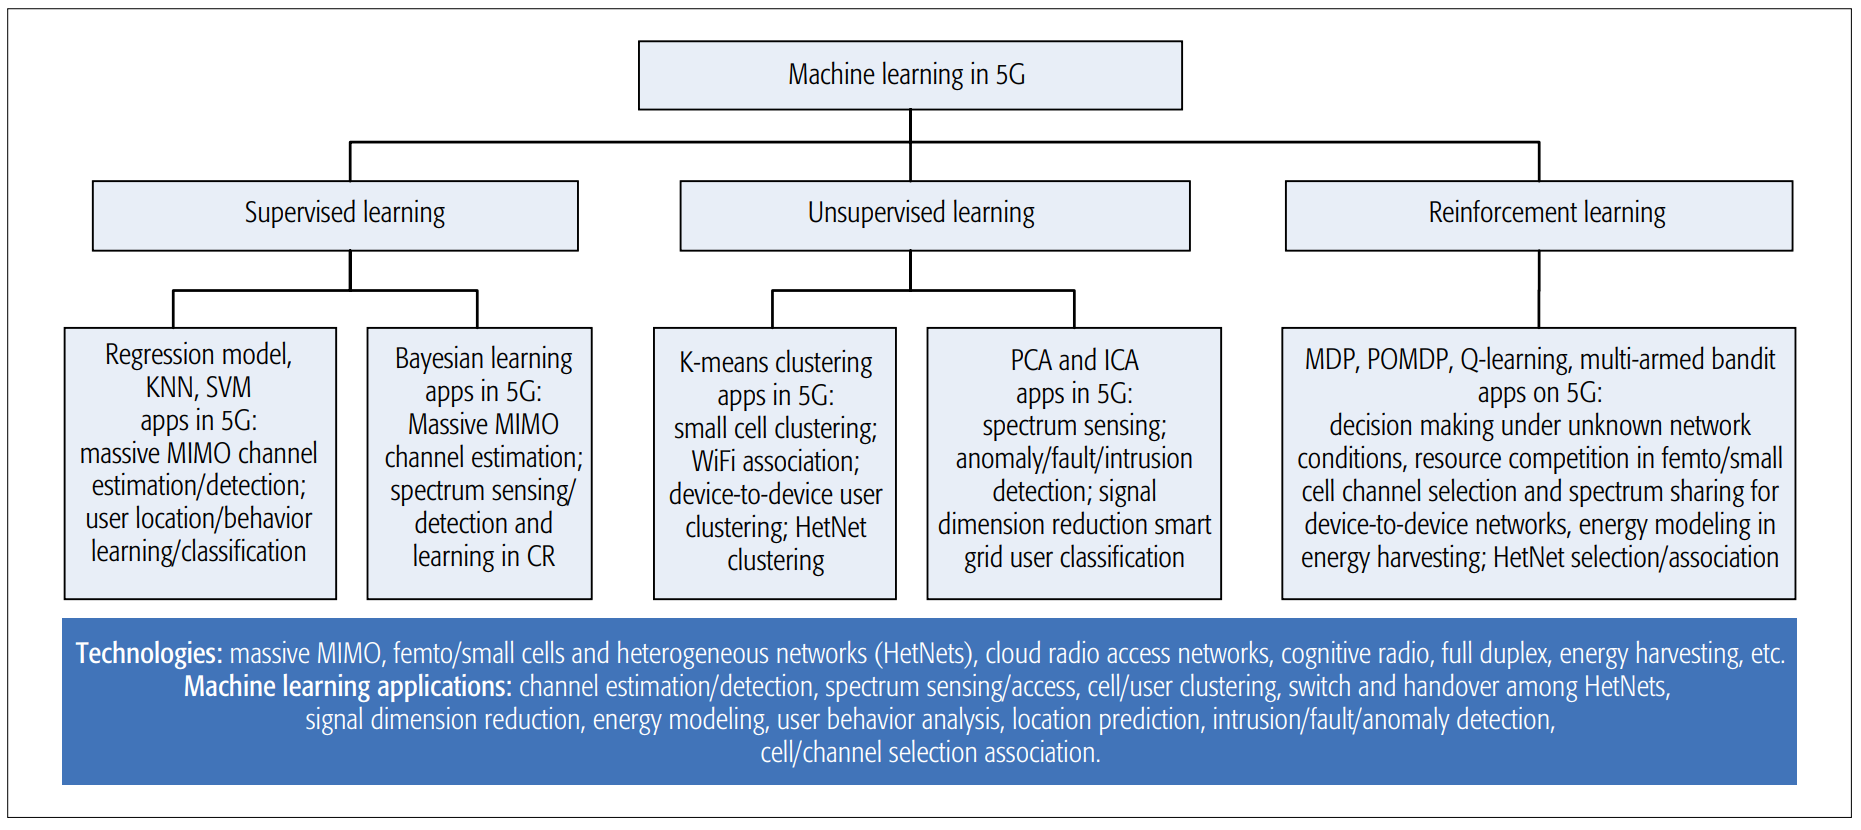 Machine learning in 5G
Supervised learning
Unsupervised learning
Reinforcement learning
Regression model,
KNN, SVM
apps in 5G:
massive MIMO channel
estimation/detection;
user location/behavior
learning/classification
Bayesian learning
apps in 5G:
Massive MIMO
channel estimation;
spectrum sensing/
detection and
learning in CR
K-means clustering
apps in 5G:
small cell clustering;
WiFi association;
device-to-device user
clustering; HetNet
clustering
PCA and ICA
apps in 5G:
spectrum sensing;
anomaly/fault/intrusion
detection; signal
dimension reduction smart
grid user classification
MDP, POMDP, Q-learning, multi-armed bandit
apps on 5G:
decision making under unknown network
conditions, resource competition in femto/small
cell channel selection and spectrum sharing for
device-to-device networks, energy modeling in
energy harvesting; HetNet selection/association
Technologies: massive MIMO, femto/small cells and heterogeneous networks (HetNets), cloud radio access networks, cognitive radio, full duplex, energy harvesting, etc.
Machine learning applications: channel estimation/detection, spectrum sensing/access, cell/user clustering, switch and handover among HetNets,
signal dimension reduction, energy modeling, user behavior analysis, location prediction, intrusion/fault/anomaly detection,
cell/channel selection association.